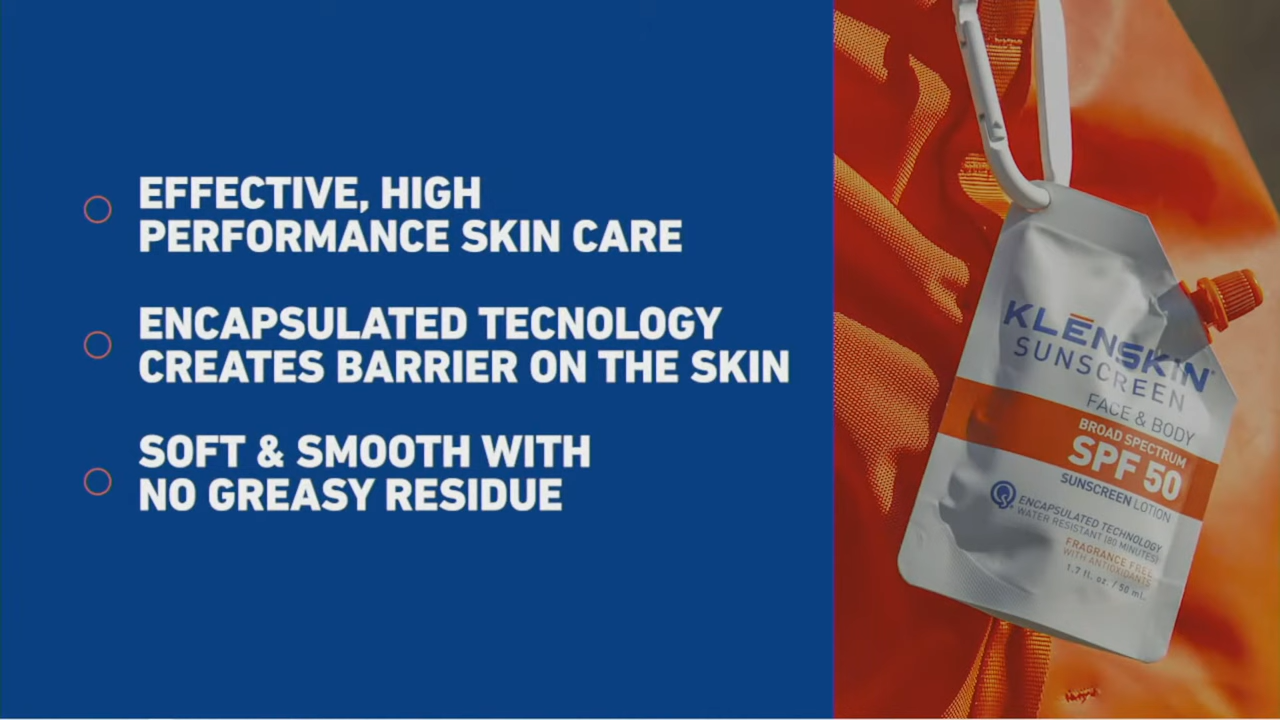 EFFECTIVE, HIGH
PERFORMANCE SKIN CARE
ENCAPSULATED TECNOLOGY
CREATES BARRIER ON THE SKIN
SOFT & SMOOTH WITH
NO GREASY RESIDUE
KLĒNSKIN
SUNSCREEN
FACE & BODY
BROAD SPECTRUM
SPF 50
SUNSCREEN LOTION
ENCAPSULATED TECHNOLOGY
WATER RESISTANT (80 MINUTES)
FRAGRANCE FREE
WITH ANTIOXIDANTS
1.7 fl. oz. / 50 mL